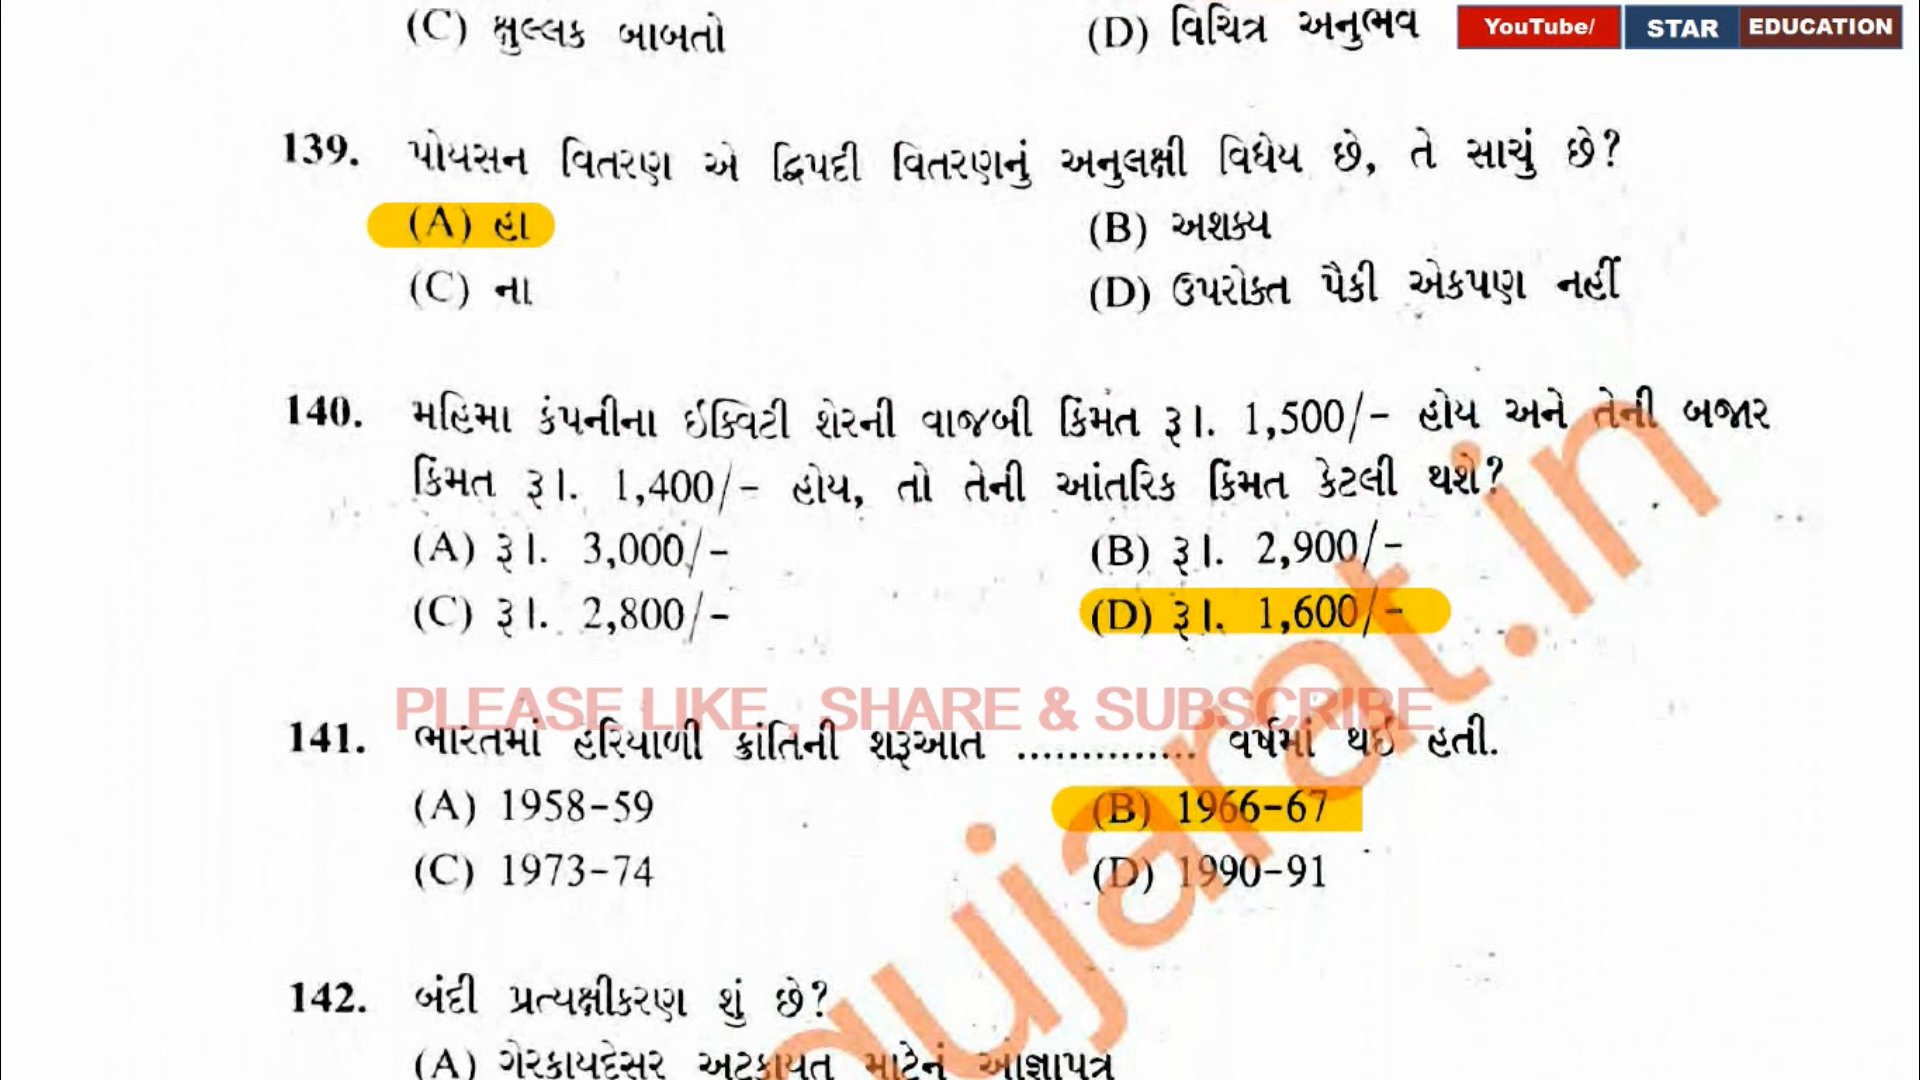 (C) ક્ષુલ્લક બાબતો (D) વિચિત્ર અનુભવ
YouTube/ STAR EDUCATION
139. પોયસન વિતરણ એ દ્વિપદી વિતરણનું અનુલક્ષી વિધેય છે, તે સાચું છે?
(A) હા (B) અશક્ય
(C) ના (D) ઉપરોક્ત પૈકી એકપણ નહીં
140. મહિમા કંપનીના ઈક્વિટી શેરની વાજબી કિંમત રૂા. 1,500/- હોય અને તેની બજાર
કિંમત રૂા. 1,400/- હોય, તો તેની આંતરિક કિંમત કેટલી થશે?
(A) રૂા. 3,000/- (B) રૂા. 2,900/-
(C) રૂા. 2,800/- (D) રૂા. 1,600/-
PLEASE LIKE , SHARE & SUBSCRIBE
141. ભારતમાં હરિયાળી ક્રાંતિની શરૂઆત .............. વર્ષમાં થઈ હતી.
(A) 1958-59 (B) 1966-67
(C) 1973-74 (D) 1990-91
142. બંદી પ્રત્યક્ષીકરણ શું છે?
(A) ગેરકાયદેસર અટકાયત માટેનું આજ્ઞાપત્ર
gujarat.in